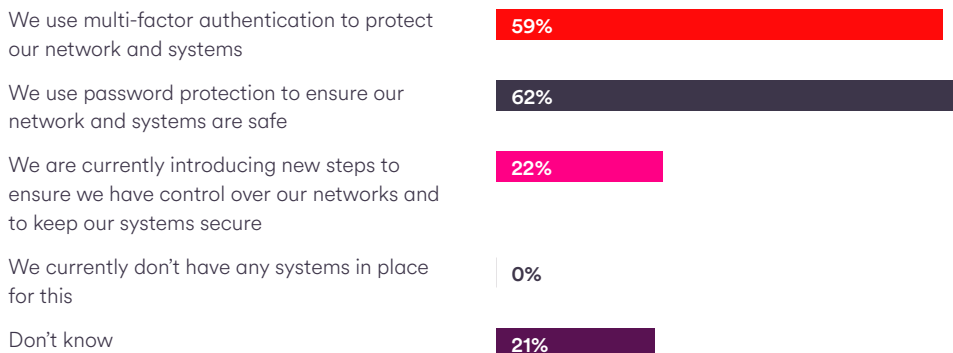 We use multi-factor authentication to protect
our network and systems
59%
We use password protection to ensure our
network and systems are safe
62%
We are currently introducing new steps to
ensure we have control over our networks and
to keep our systems secure
22%
We currently don’t have any systems in place
for this
0%
Don’t know
21%